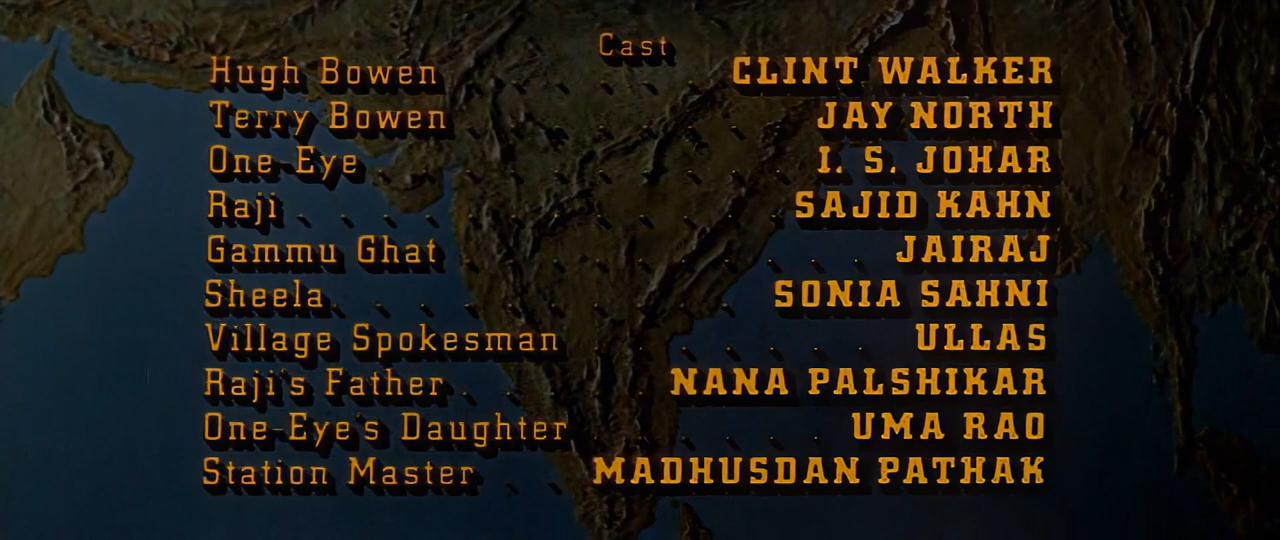 Cast
Hugh Bowen CLINT WALKER
Terry Bowen JAY NORTH
One-Eye I. S. JOHAR
Raji SAJID KAHN
Gammu Ghat JAIRAJ
Sheela SONIA SAHNI
Village Spokesman ULLAS
Raji's Father NANA PALSHIKAR
One-Eye's Daughter UMA RAO
Station Master MADHUSDAN PATHAK